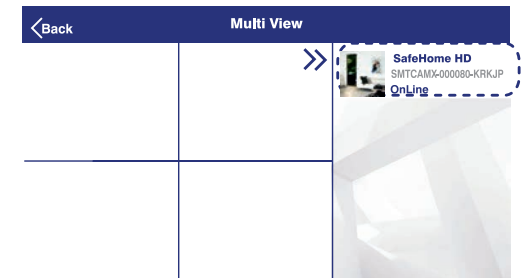 Back
Multi View
SafeHome HD
SMTCAMX-000080-KRKJP
OnLine